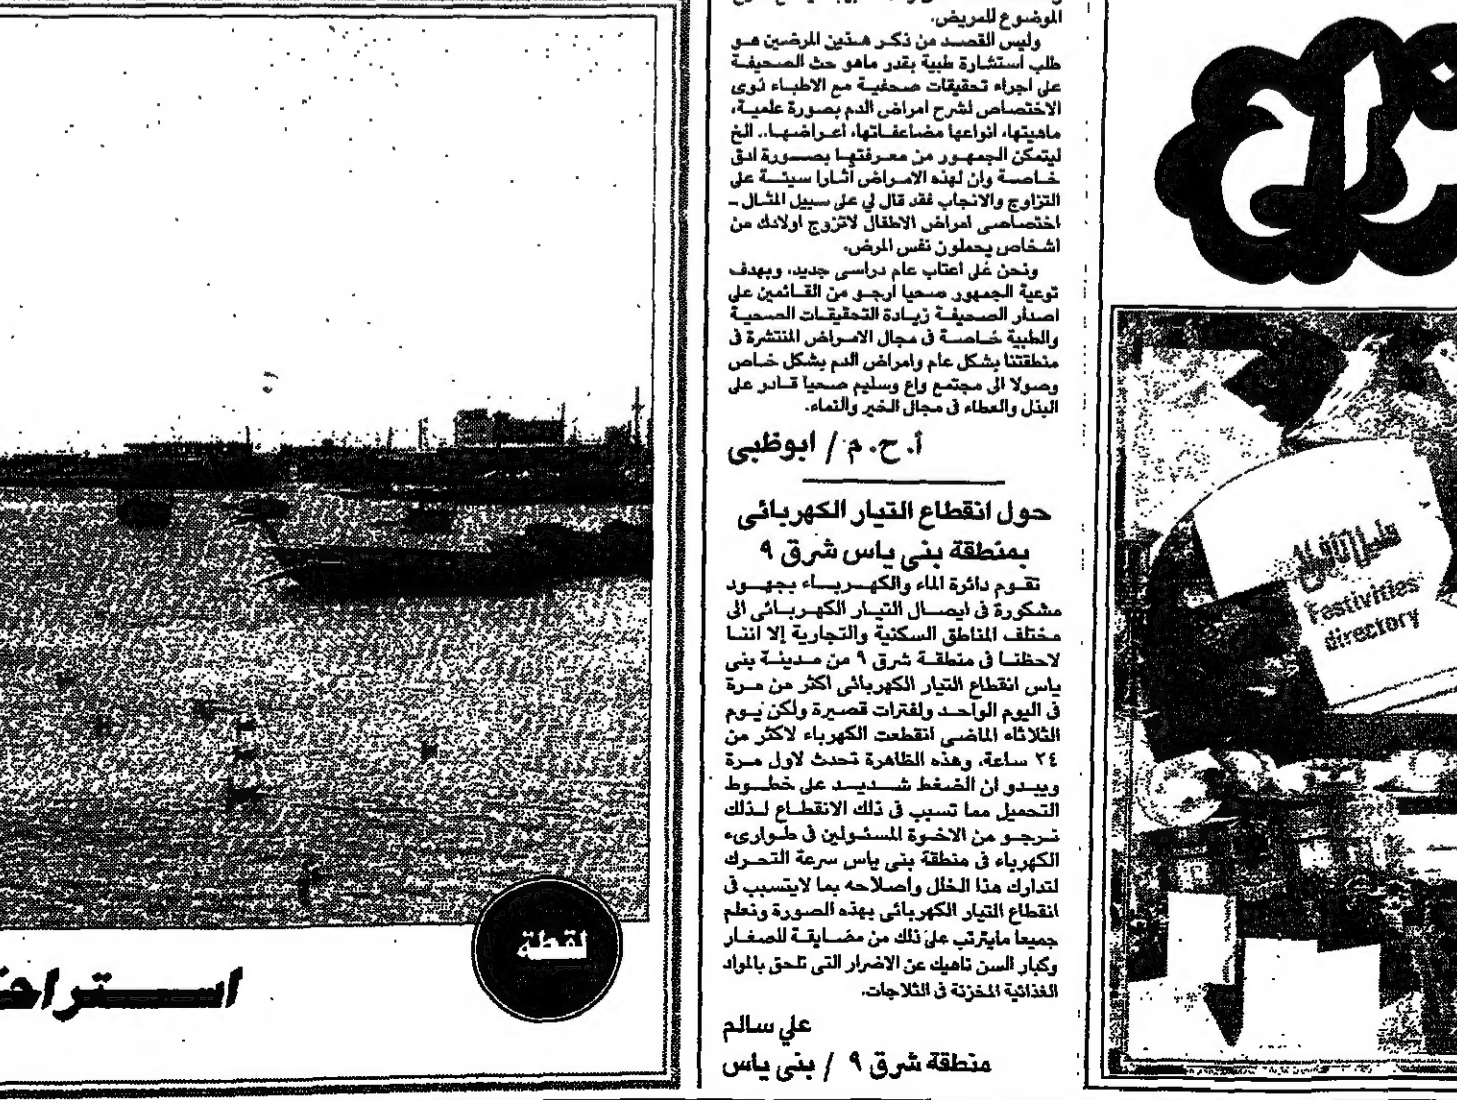 الموضوع للمريض.
وليس القصد من ذكر هذين المرضين هو
طلب استشارة طبية بقدر ماهو حث الصحيفة
على اجراء تحقيقات صحفية مع الاطباء ذوى
الاختصاص لشرح امراض الدم بصورة علمية،
ماهيتها، انواعها مضاعفاتها، اعراضها.. الخ
ليتمكن الجمهور من معرفتها بصورة ادق
خاصة وان لهذه الامراض آثارا سيئة على
التزاوج والانجاب فقد قال لي على سبيل المثال ـ
اختصاصى امراض الاطفال لاتزوج اولادك من
اشخاص يحملون نفس المرض.
ونحن على اعتاب عام دراسى جديد، وبهدف
توعية الجمهور صحيا ارجو من القائمين على
اصدار الصحيفة زيادة التحقيقات الصحية
والطبية خاصة فى مجال الامراض المنتشرة فى
منطقتنا بشكل عام وامراض الدم بشكل خاص
وصولا الى مجتمع واع وسليم صحيا قادر على
البذل والعطاء فى مجال الخير والنماء.
أ. ح. م / ابوظبى
حول انقطاع التيار الكهربائى
بمنطقة بنى ياس شرق ٩
تقوم دائرة الماء والكهرباء بجهود
مشكورة فى ايصال التيار الكهربائى الى
مختلف المناطق السكنية والتجارية إلا اننا
لاحظنا فى منطقة شرق ٩ من مدينة بنى
ياس انقطاع التيار الكهربائى اكثر من مرة
فى اليوم الواحد ولفترات قصيرة ولكن يوم
الثلاثاء الماضى انقطعت الكهرباء لاكثر من
٢٤ ساعة، وهذه الظاهرة تحدث لاول مرة
ويبدو ان الضغط شديد على خطوط
التحميل مما تسبب فى ذلك الانقطاع لذلك
نرجو من الاخوة المسئولين فى طوارىء
الكهرباء فى منطقة بنى ياس سرعة التحرك
لتدارك هذا الخلل واصلاحه بما لايتسبب فى
انقطاع التيار الكهربائى بهذه الصورة ونعلم
جميعا مايترتب على ذلك من مضايقة للصغار
وكبار السن ناهيك عن الاضرار التى تلحق بالمواد
الغذائية المخزنة فى الثلاجات.
علي سالم
منطقة شرق ٩ / بنى ياس
لقطة
Festivities
directory